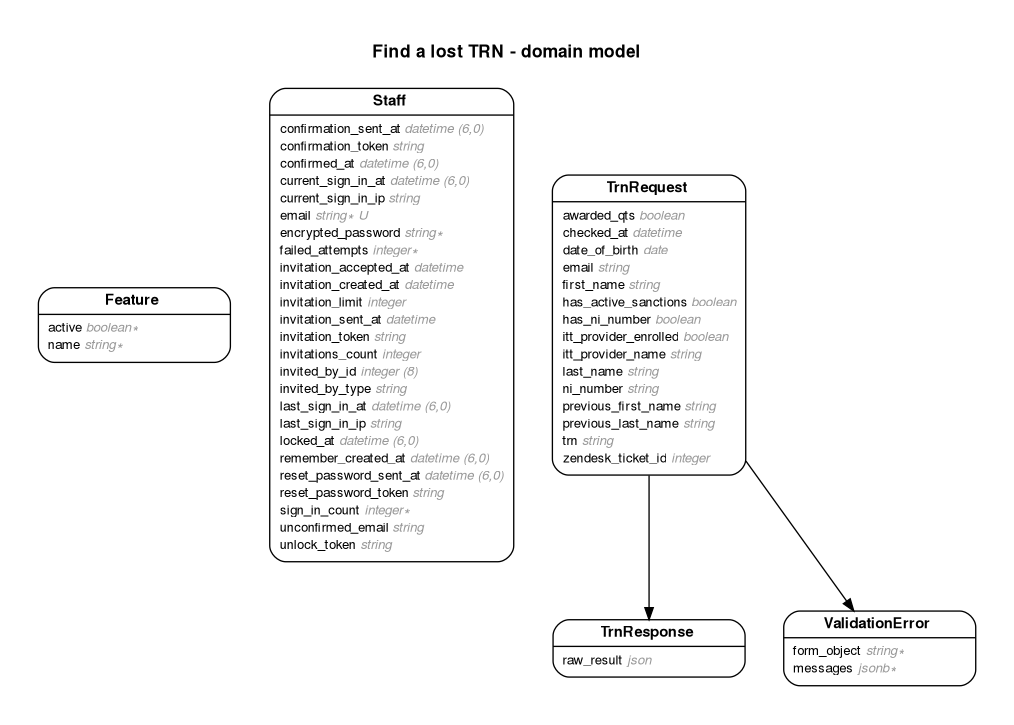 Find a lost TRN - domain model
Staff
confirmation_sent_at datetime (6,0)
confirmation_token string
confirmed_at datetime (6,0)
current_sign_in_at datetime (6,0)
current_sign_in_ip string
email string* U
encrypted_password string*
failed_attempts integer*
invitation_accepted_at datetime
invitation_created_at datetime
invitation_limit integer
invitation_sent_at datetime
invitation_token string
invitations_count integer
invited_by_id integer (8)
invited_by_type string
last_sign_in_at datetime (6,0)
last_sign_in_ip string
locked_at datetime (6,0)
remember_created_at datetime (6,0)
reset_password_sent_at datetime (6,0)
reset_password_token string
sign_in_count integer*
unconfirmed_email string
unlock_token string
TrnRequest
awarded_qts boolean
checked_at datetime
date_of_birth date
email string
first_name string
has_active_sanctions boolean
has_ni_number boolean
itt_provider_enrolled boolean
itt_provider_name string
last_name string
ni_number string
previous_first_name string
previous_last_name string
trn string
zendesk_ticket_id integer
Feature
active boolean*
name string*
TrnResponse
raw_result json
ValidationError
form_object string*
messages jsonb*